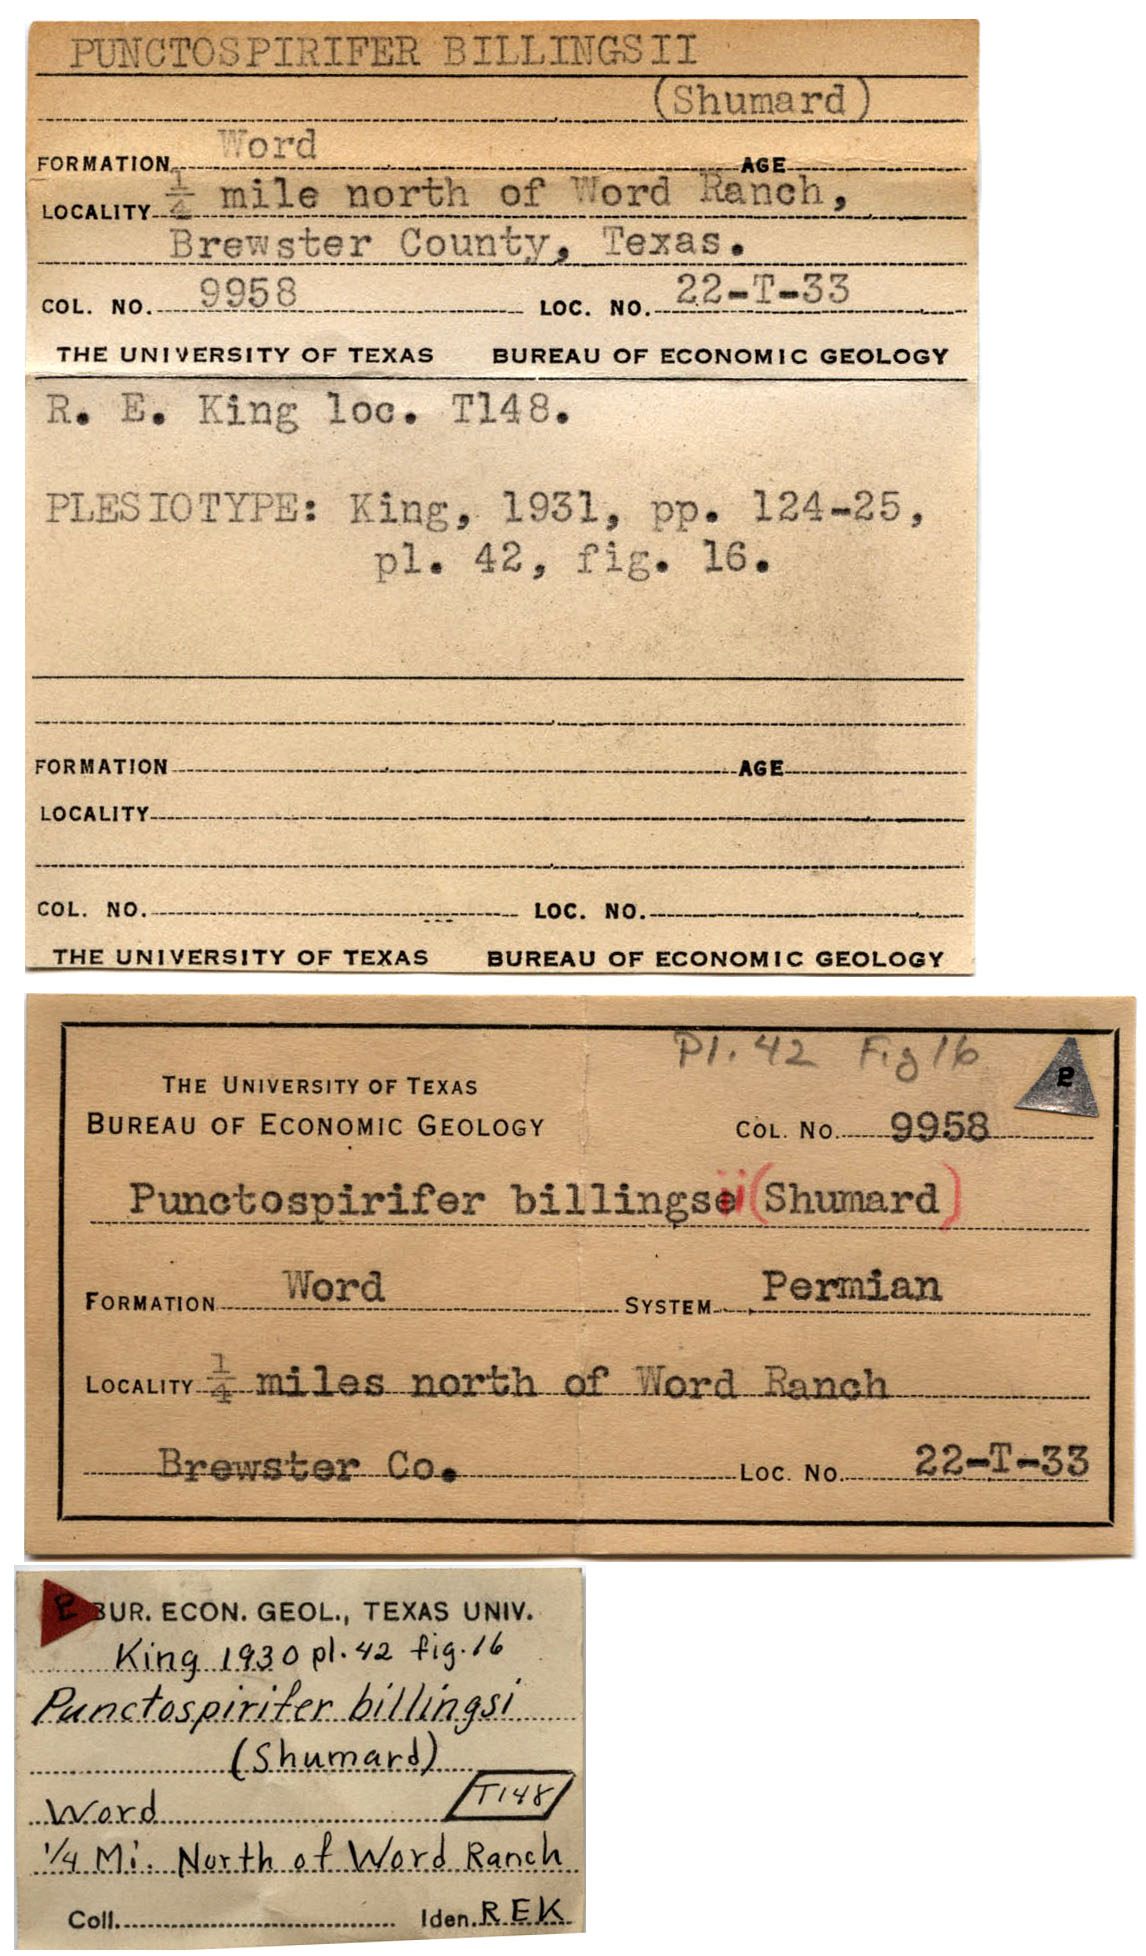 PUNCTOSPIRIFER BILLINGSII
(Shumard)
FORMATION Word AGE
LOCALITY 1/4 mile north of Word Ranch,
Brewster County, Texas.
COL. NO. 9958 LOC. NO. 22-T-33
THE UNIVERSITY OF TEXAS BUREAU OF ECONOMIC GEOLOGY
R. E. King loc. T148.
PLESIOTYPE: King, 1931, pp. 124-25,
pl. 42, fig. 16.
FORMATION AGE
LOCALITY
COL. NO. LOC. NO.
THE UNIVERSITY OF TEXAS BUREAU OF ECONOMIC GEOLOGY
Pl. 42 Fig 16
P
THE UNIVERSITY OF TEXAS
BUREAU OF ECONOMIC GEOLOGY COL. NO. 9958
Punctospirifer billingsii (Shumard)
FORMATION Word SYSTEM Permian
LOCALITY 1/4 miles north of Word Ranch
Brewster Co. LOC. NO. 22-T-33
P BUR. ECON. GEOL., TEXAS UNIV.
King 1930 pl. 42 fig. 16
Punctospirifer billingsi
(Shumard)
Word T148
1/4 Mi. North of Word Ranch
Coll. Iden. REK